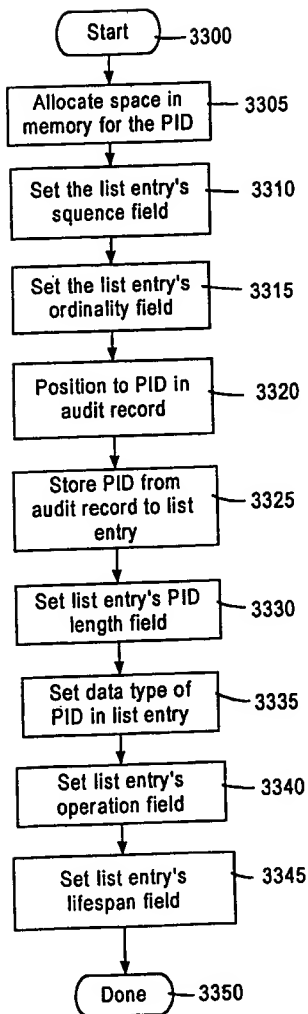 Start
3300
Allocate space in
memory for the PID
3305
Set the list entry's
squence field
3310
Set the list entry's
ordinality field
3315
Position to PID in
audit record
3320
Store PID from
audit record to list
entry
3325
Set list entry's PID
length field
3330
Set data type of
PID in list entry
3335
Set list entry's
operation field
3340
Set list entry's
lifespan field
3345
Done
3350